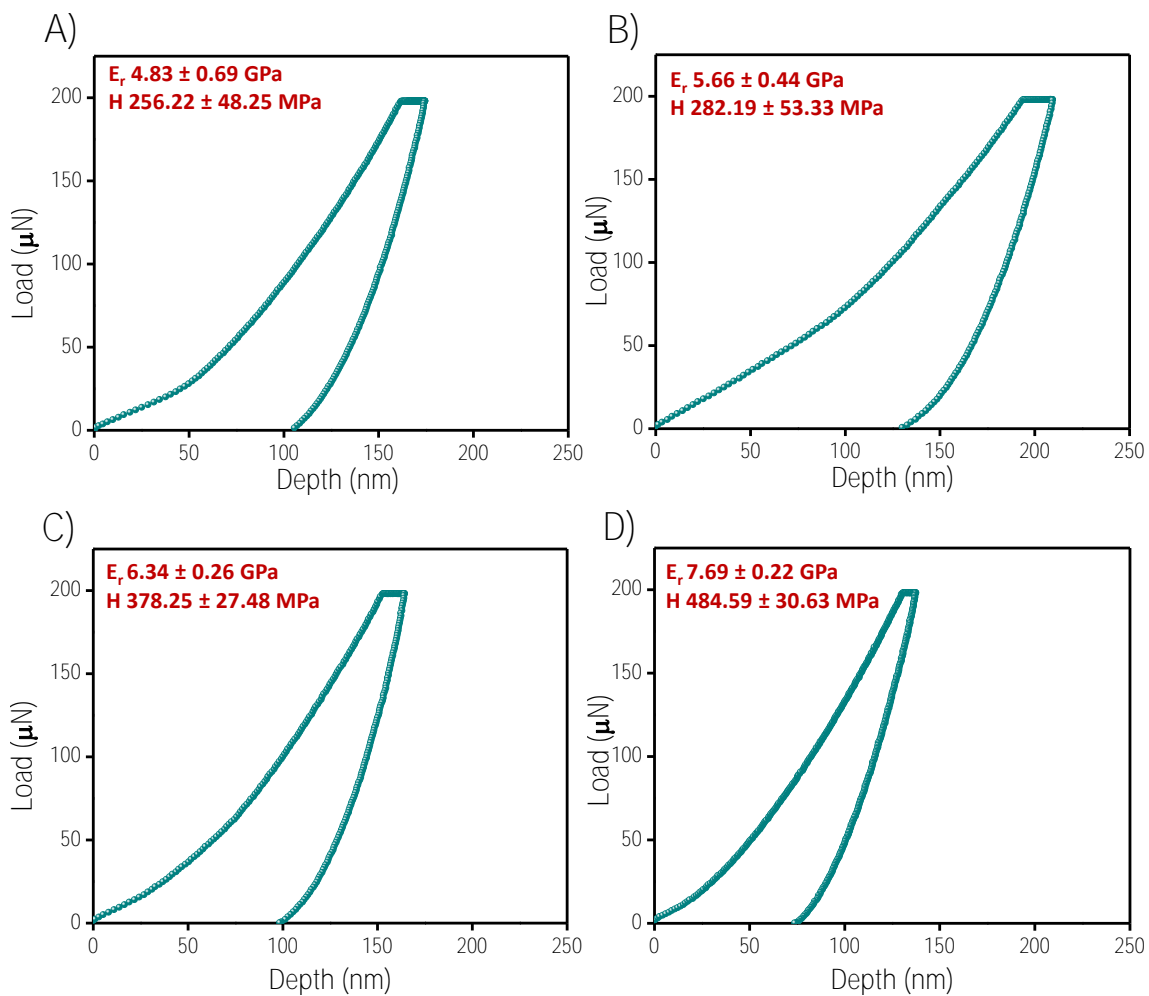 A)
E_r 4.83 ± 0.69 GPa
H 256.22 ± 48.25 MPa
200
150
100
50
0
Load (μN)
0 50 100 150 200 250
Depth (nm)
B)
E_r 5.66 ± 0.44 GPa
H 282.19 ± 53.33 MPa
200
150
100
50
0
Load (μN)
0 50 100 150 200 250
Depth (nm)
C)
E_r 6.34 ± 0.26 GPa
H 378.25 ± 27.48 MPa
200
150
100
50
0
Load (μN)
0 50 100 150 200 250
Depth (nm)
D)
E_r 7.69 ± 0.22 GPa
H 484.59 ± 30.63 MPa
200
150
100
50
0
Load (μN)
0 50 100 150 200 250
Depth (nm)